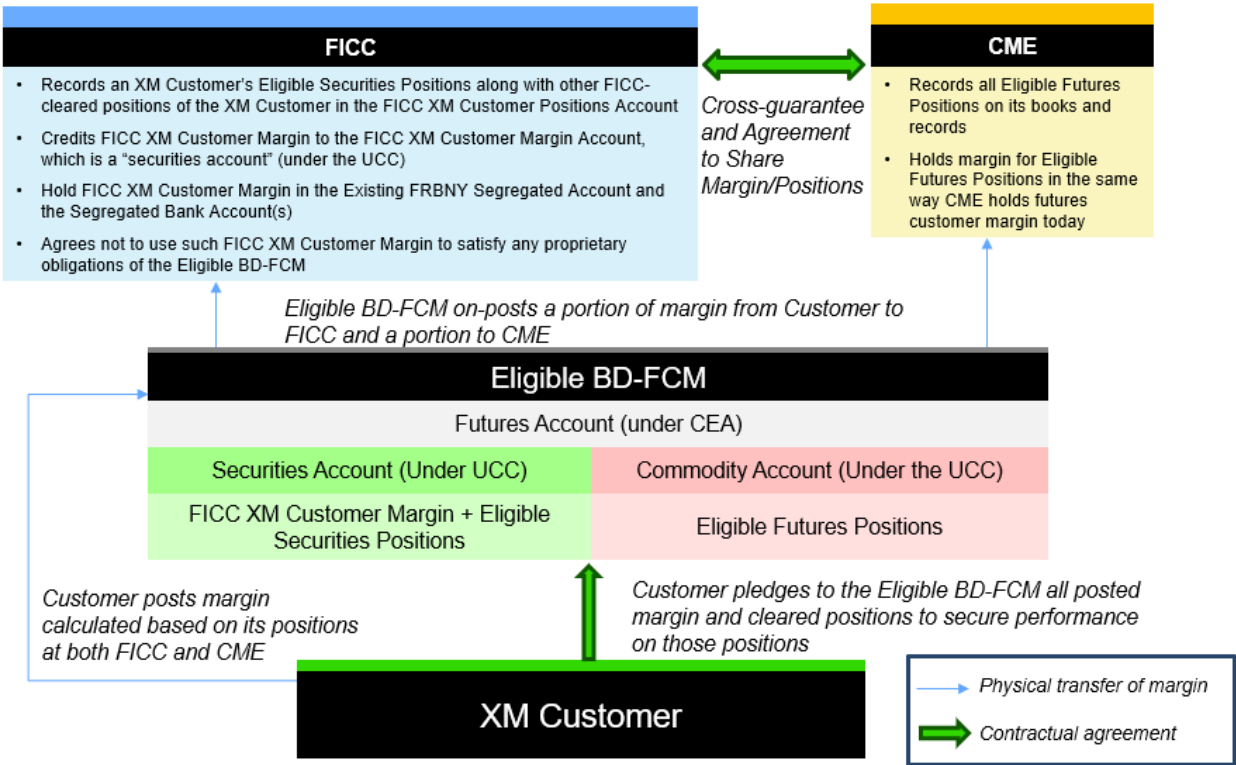 FICC
• Records an XM Customer's Eligible Securities Positions along with other FICC-
cleared positions of the XM Customer in the FICC XM Customer Positions Account
• Credits FICC XM Customer Margin to the FICC XM Customer Margin Account,
which is a “securities account” (under the UCC)
• Hold FICC XM Customer Margin in the Existing FRBNY Segregated Account and
the Segregated Bank Account(s)
• Agrees not to use such FICC XM Customer Margin to satisfy any proprietary
obligations of the Eligible BD-FCM
Cross-guarantee
and Agreement
to Share
Margin/Positions
CME
• Records all Eligible Futures
Positions on its books and
records
• Holds margin for Eligible
Futures Positions in the same
way CME holds futures
customer margin today
Eligible BD-FCM on-posts a portion of margin from Customer to
FICC and a portion to CME
Eligible BD-FCM
Futures Account (under CEA)
Securities Account (Under UCC)
Commodity Account (Under the UCC)
FICC XM Customer Margin + Eligible
Securities Positions
Eligible Futures Positions
Customer posts margin
calculated based on its positions
at both FICC and CME
Customer pledges to the Eligible BD-FCM all posted
margin and cleared positions to secure performance
on those positions
XM Customer
Physical transfer of margin
Contractual agreement